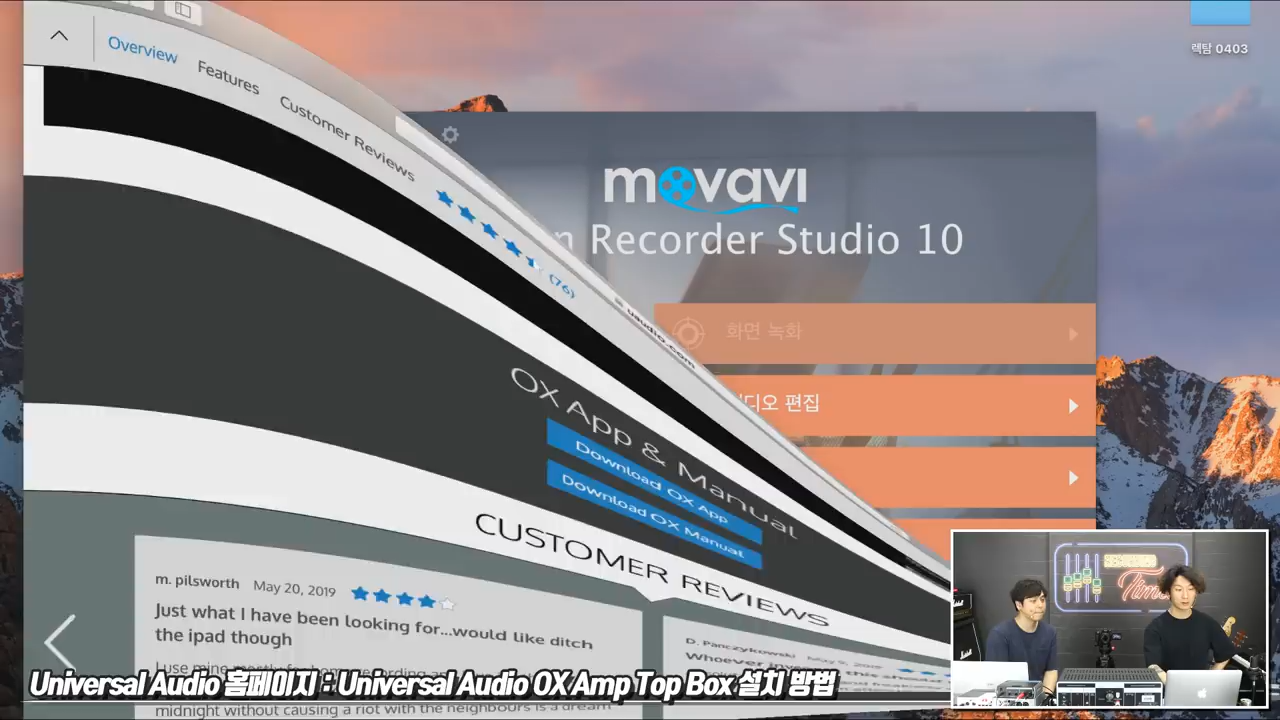 렉탐 0403
Overview
Features
Customer Reviews
(76)
uaudio.com
movavi
Recorder Studio 10
화면 녹화
디오 편집
OX App & Manual
Download OX App
Download OX Manual
CUSTOMER REVIEWS
m. pilsworth May 20, 2019
Just what I have been looking for...would like ditch
the ipad though
D. Panczykowski
Universal Audio 홈페이지 : Universal Audio OX Amp Top Box 설치 방법
midnight without causing a riot with the neighbours is a dream
Time
Marshall